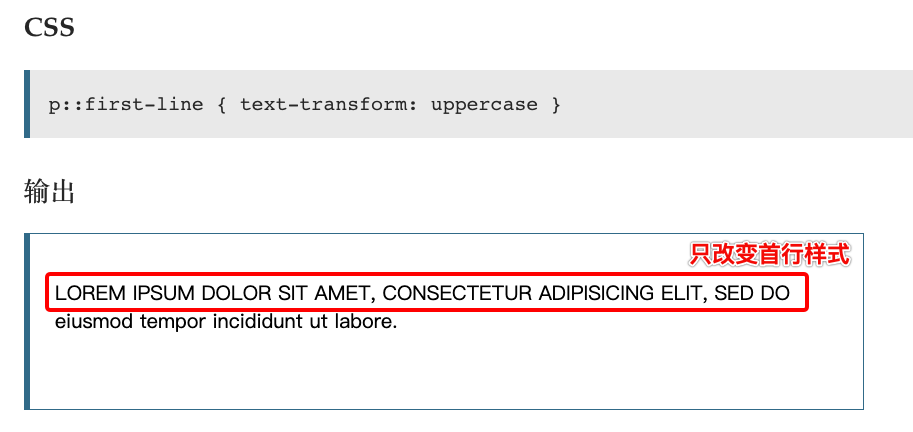 CSS
p::first-line { text-transform: uppercase }
输出
只改变首行样式
LOREM IPSUM DOLOR SIT AMET, CONSECTETUR ADIPISICING ELIT, SED DO
eiusmod tempor incididunt ut labore.